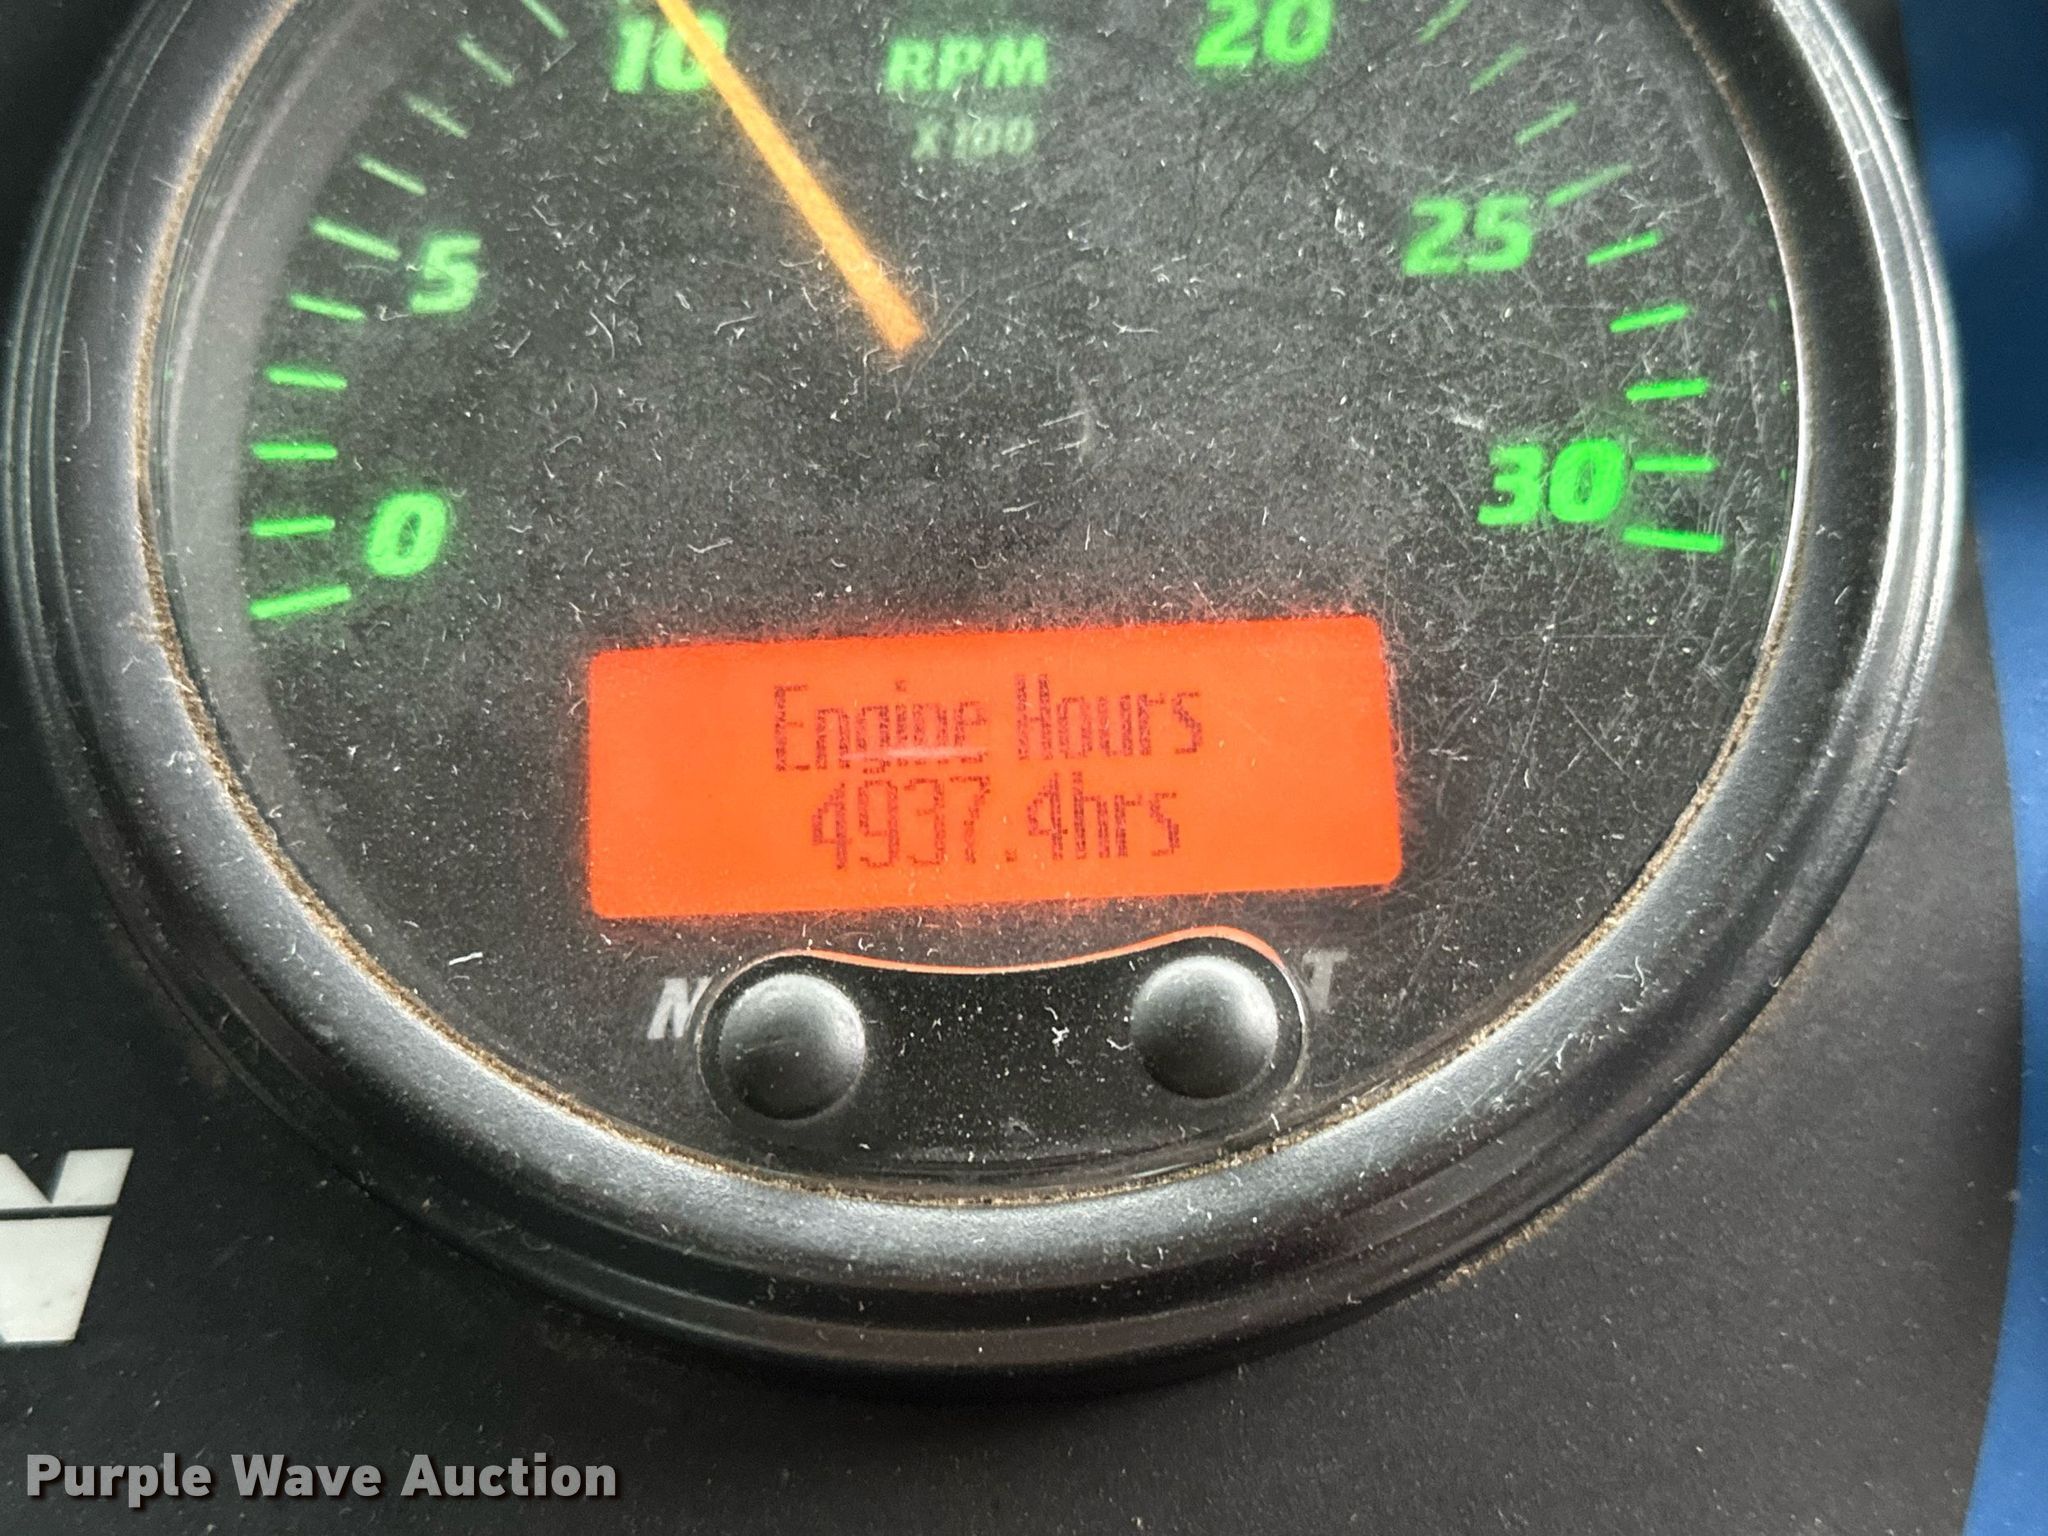 10
RPM
20
X100
5
25
0
30
Engine Hours
4937.4hrs
N
T
Purple Wave Auction